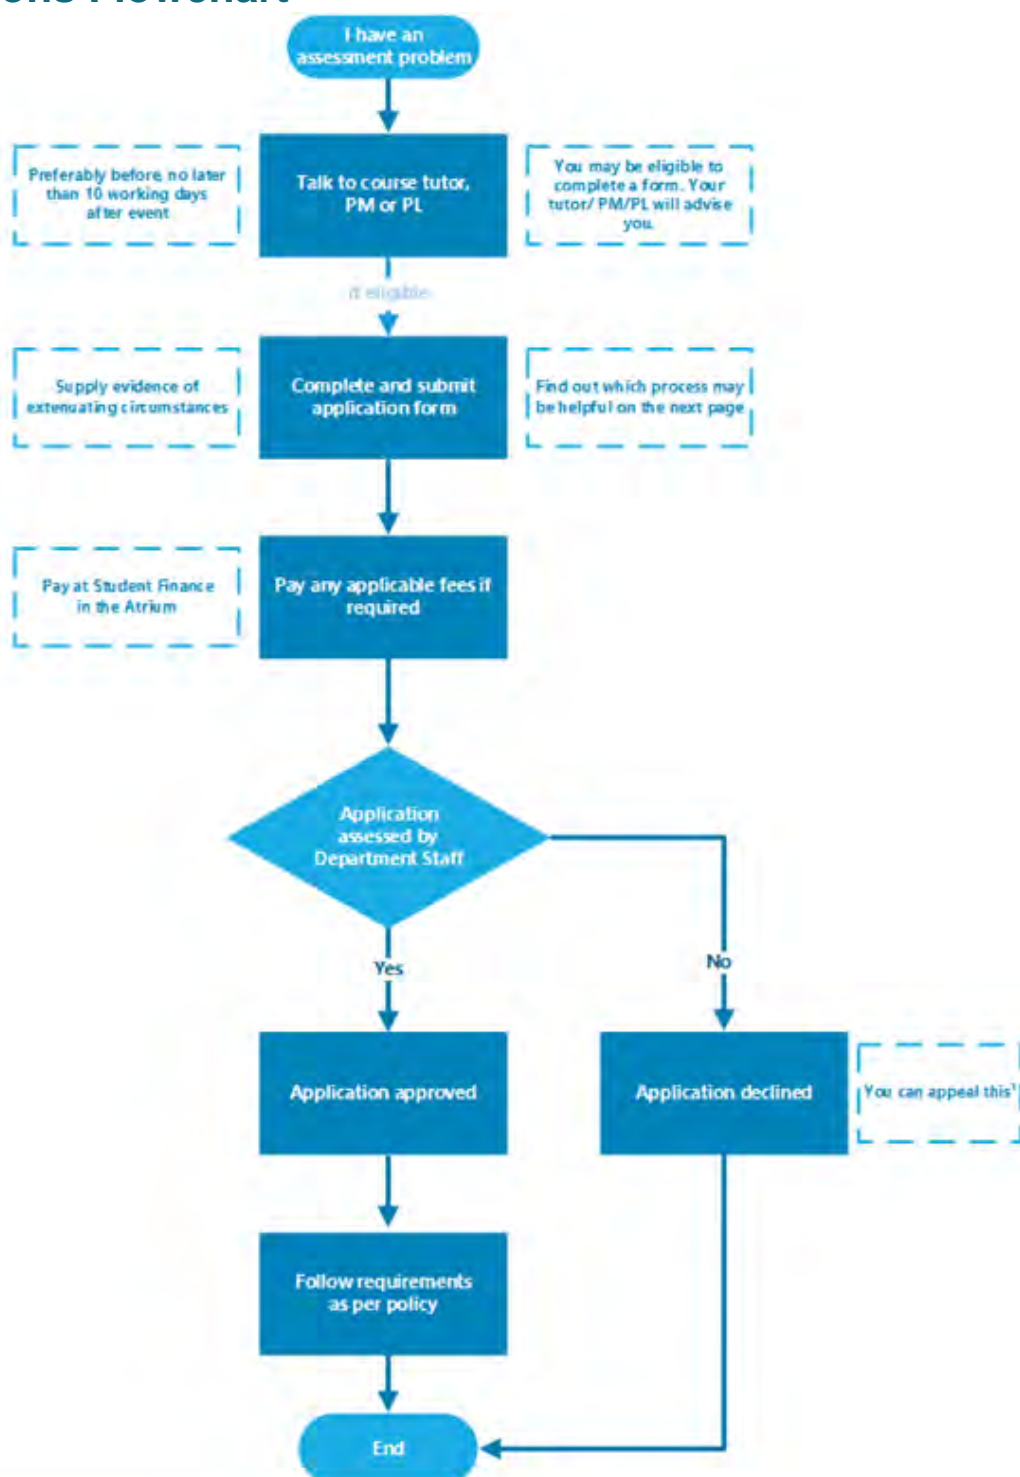 I have an
assessment problem
Preferably before, no later
than 10 working days
after event
Talk to course tutor,
PM or PL
You may be eligible to
complete a form. Your
tutor/ PM/PL will advise
you.
if eligible
Supply evidence of
extenuating circumstances
Complete and submit
application form
Find out which process may
be helpful on the next page
Pay at Student Finance
in the Atrium
Pay any applicable fees if
required
Application
assessed by
Department Staff
Yes
No
Application approved
Application declined
You can appeal this¹
Follow requirements
as per policy
End